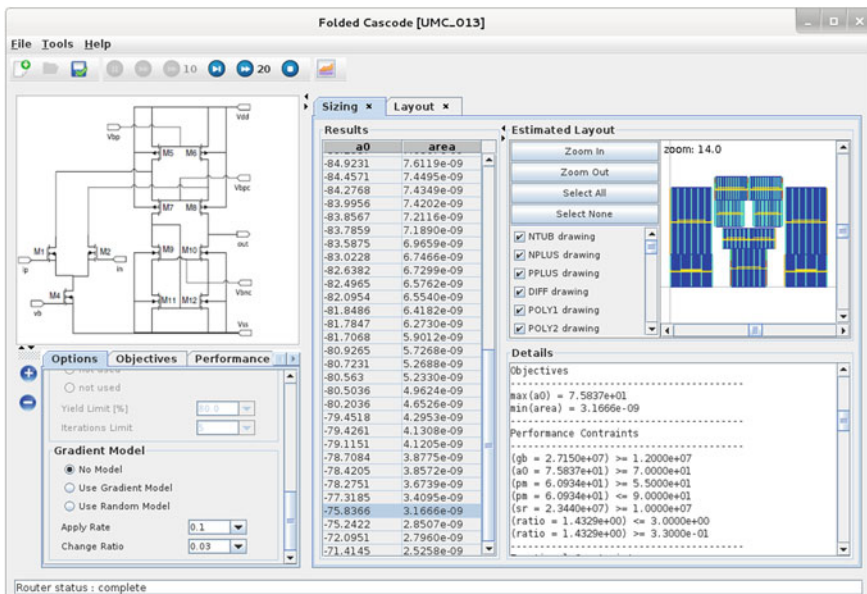 Folded Cascode [UMC_013]
File Tools Help
10 20
Vdd
Vbp
M5 M6
Vbpc
M7 M8
out
M1 M2 M9 M10
ip in
M4 Vbnc
vb M11 M12
Vss
Options Objectives Performance
not used
Yield Limit [%]
Iterations Limit 5
Gradient Model
No Model
Use Gradient Model
Use Random Model
Apply Rate 0.1
Change Ratio 0.03
Sizing × Layout ×
Results
a0 area
-84.9231 7.6119e-09
-84.4571 7.4495e-09
-84.2768 7.4349e-09
-83.9956 7.4202e-09
-83.8567 7.2116e-09
-83.7859 7.1890e-09
-83.5875 6.9659e-09
-83.0228 6.7466e-09
-82.6382 6.7299e-09
-82.4965 6.5762e-09
-82.0954 6.5540e-09
-81.8486 6.4182e-09
-81.7847 6.2730e-09
-81.7068 5.9012e-09
-80.9265 5.7268e-09
-80.7231 5.2688e-09
-80.563 5.2330e-09
-80.5036 4.9624e-09
-80.2036 4.6526e-09
-79.4518 4.2953e-09
-79.4261 4.1308e-09
-79.1151 4.1205e-09
-78.7084 3.8775e-09
-78.4205 3.8572e-09
-78.2751 3.6739e-09
-77.3185 3.4095e-09
-75.8366 3.1666e-09
-75.2422 2.8507e-09
-72.0951 2.7960e-09
-71.4145 2.5258e-09
Estimated Layout
Zoom In
Zoom Out
Select All
Select None
NTUB drawing
NPLUS drawing
PPLUS drawing
DIFF drawing
POLY1 drawing
POLY2 drawing
zoom: 14.0
Details
Objectives
----------------------------------------
max(a0) = 7.5837e+01
min(area) = 3.1666e-09
----------------------------------------
Performance Contraints
----------------------------------------
(gb = 2.7150e+07) >= 1.2000e+07
(a0 = 7.5837e+01) >= 7.0000e+01
(pm = 6.0934e+01) >= 5.5000e+01
(pm = 6.0934e+01) <= 9.0000e+01
(sr = 2.3440e+07) >= 1.0000e+07
(ratio = 1.4329e+00) <= 3.0000e+00
(ratio = 1.4329e+00) >= 3.3000e-01
----------------------------------------
Router status : complete